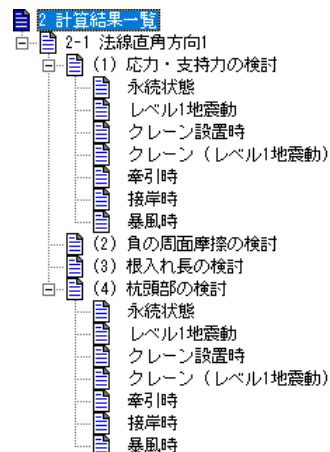 2 計算結果一覧
2-1 法線直角方向1
(1) 応力・支持力の検討
永続状態
レベル1地震動
クレーン設置時
クレーン（レベル1地震動）
牽引時
接岸時
暴風時
(2) 負の周面摩擦の検討
(3) 根入れ長の検討
(4) 杭頭部の検討
永続状態
レベル1地震動
クレーン設置時
クレーン（レベル1地震動）
牽引時
接岸時
暴風時